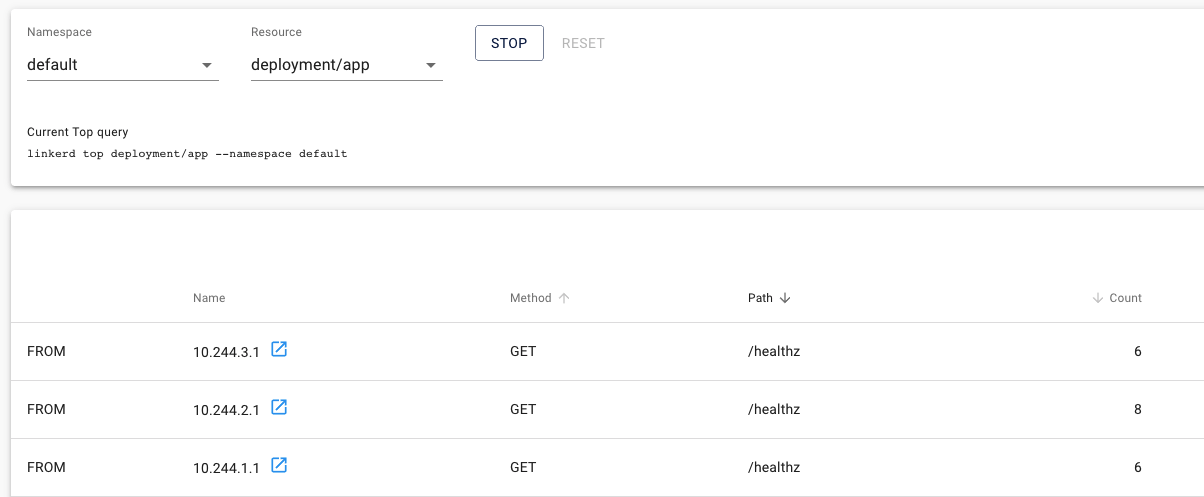 Namespace Resource
STOP RESET
default deployment/app
Current Top query
linkerd top deployment/app --namespace default
Name Method Path Count
FROM 10.244.3.1 GET /healthz 6
FROM 10.244.2.1 GET /healthz 8
FROM 10.244.1.1 GET /healthz 6